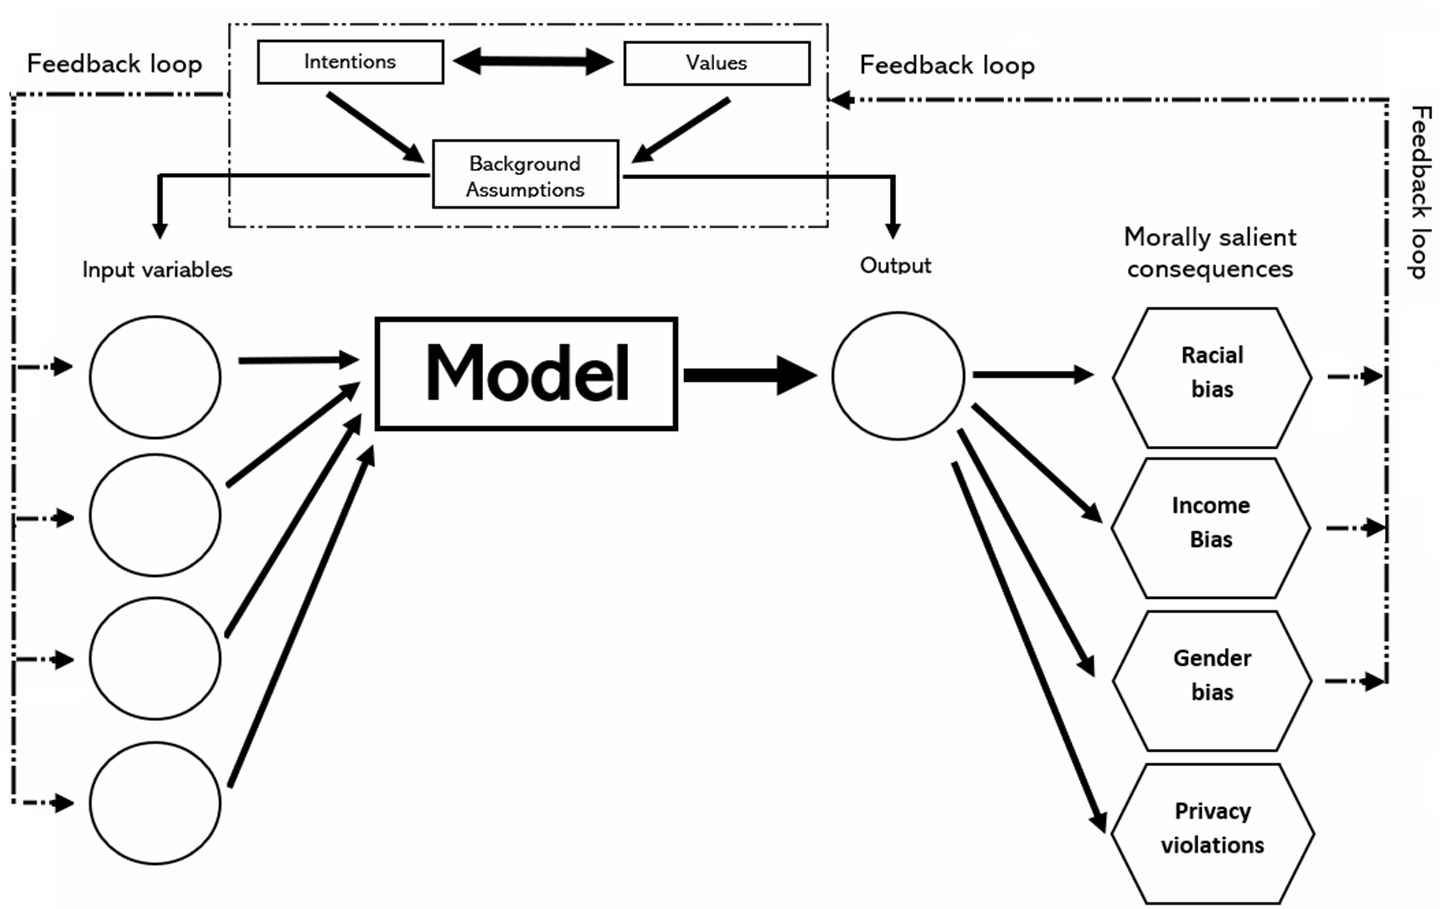 Feedback loop
Intentions
Values
Feedback loop
Background
Assumptions
Feedback loop
Input variables
Output
Morally salient
consequences
Model
Racial
bias
Income
Bias
Gender
bias
Privacy
violations